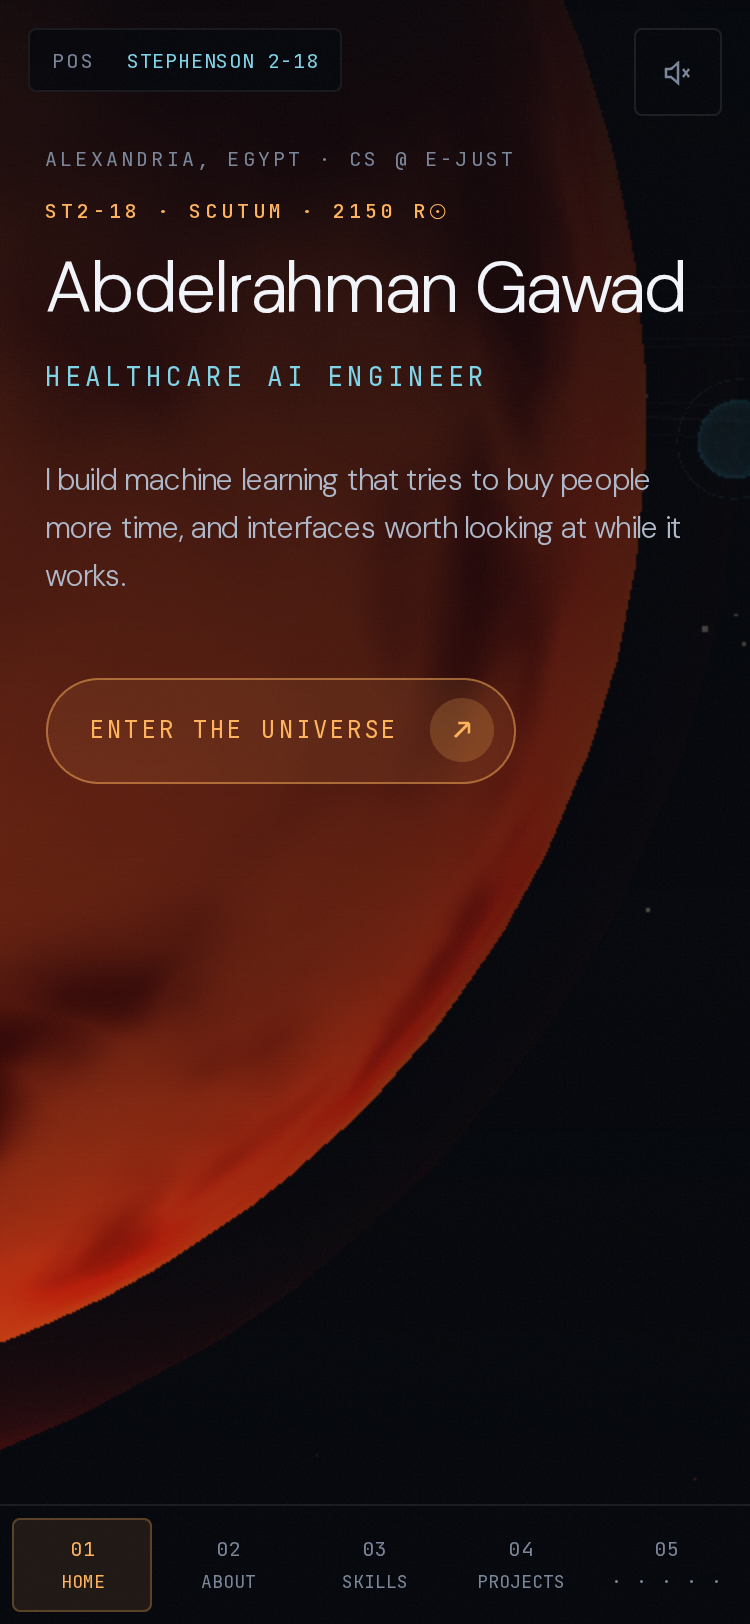 POS STEPHENSON 2-18
ALEXANDRIA, EGYPT · CS @ E-JUST
ST2-18 · SCUTUM · 2150 R☉
Abdelrahman Gawad
HEALTHCARE AI ENGINEER
I build machine learning that tries to buy people
more time, and interfaces worth looking at while it
works.
ENTER THE UNIVERSE
01 02 03 04 05
HOME ABOUT SKILLS PROJECTS · · · · ·